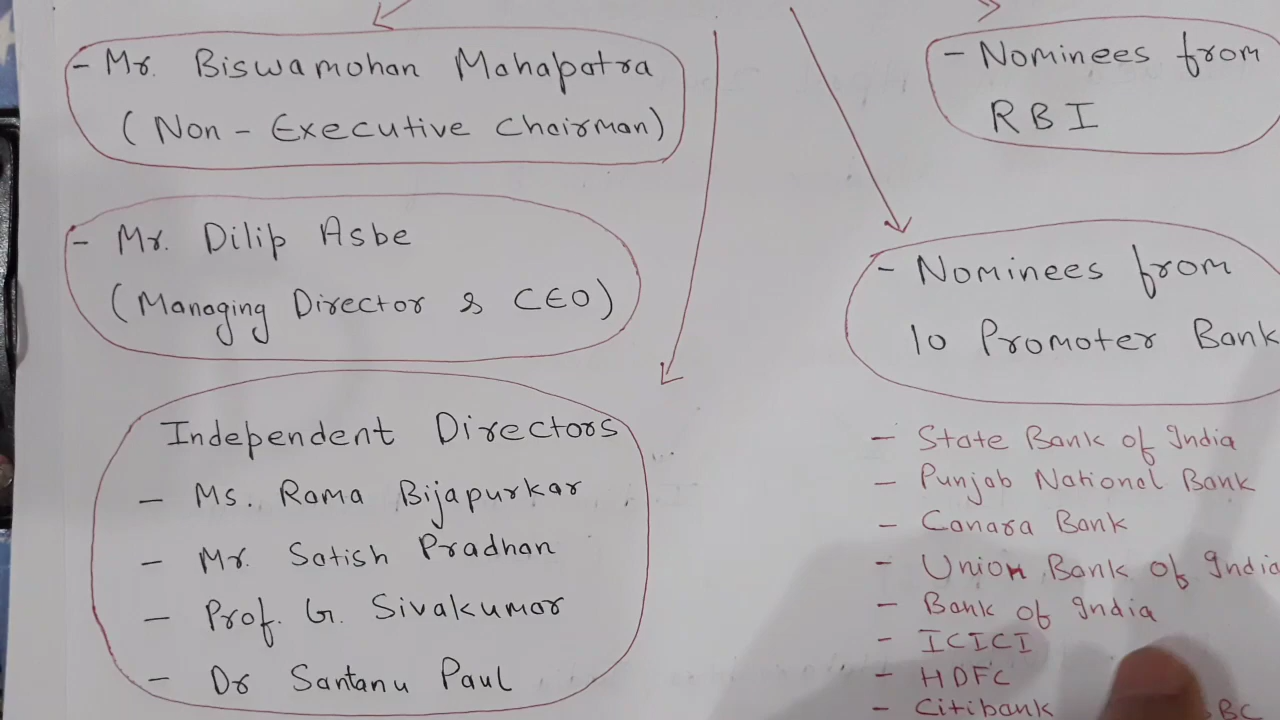 - Mr. Biswamohan Mahapatra
(Non-Executive Chairman)
- Mr. Dilip Asbe
(Managing Director & CEO)
Independent Directors
- Ms. Rama Bijapurkar
- Mr. Satish Pradhan
- Prof. G. Sivakumar
- Dr Santanu Paul
- Nominees from
RBI
- Nominees from
10 Promoter Bank
- State Bank of India
- Punjab National Bank
- Canara Bank
- Union Bank of India
- Bank of India
- ICICI
- HDFC
- Citibank